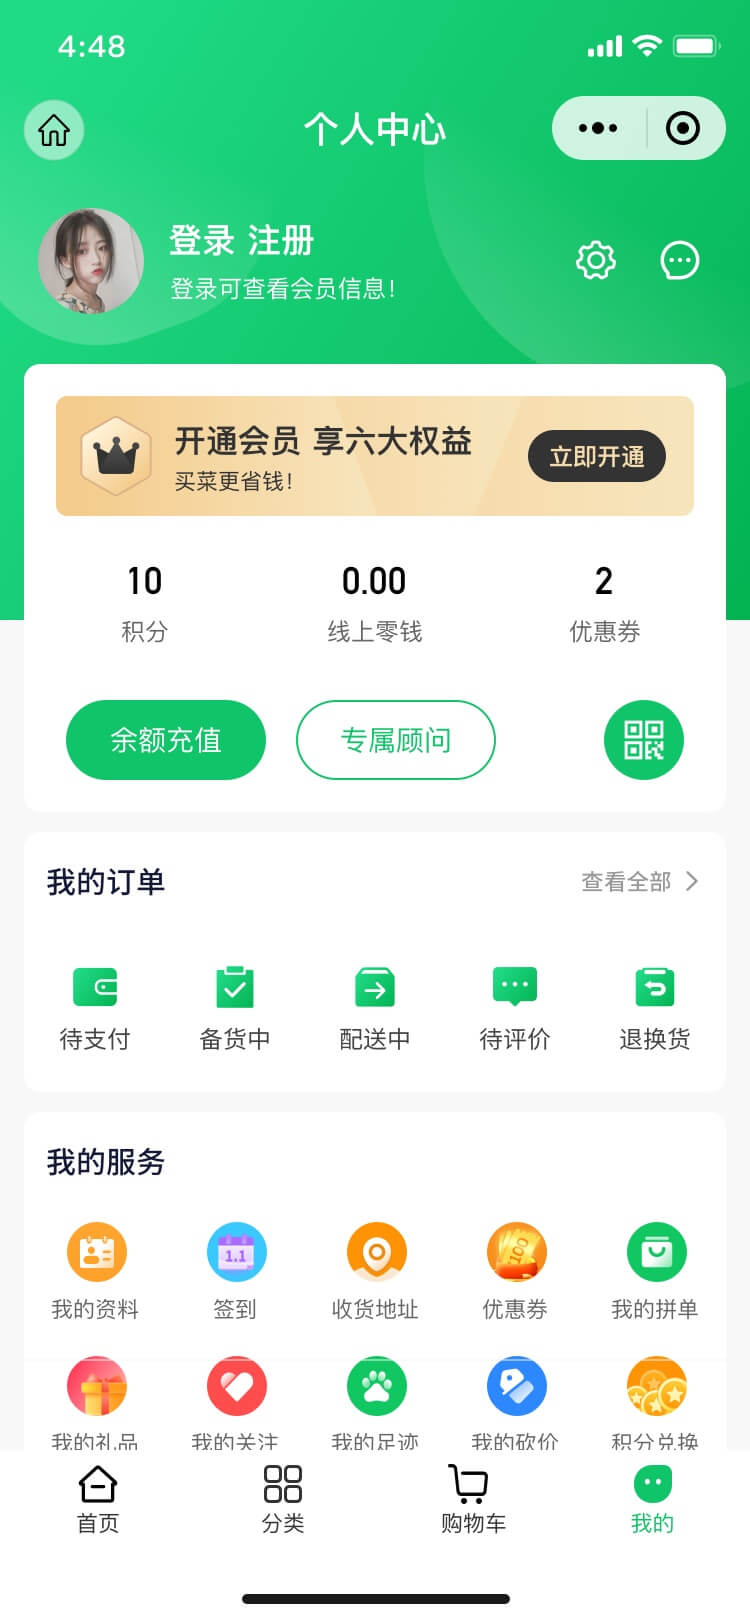 4:48
个人中心
登录 注册
登录可查看会员信息!
开通会员 享六大权益
买菜更省钱!
立即开通
10
0.00
2
积分
线上零钱
优惠券
余额充值
专属顾问
我的订单
查看全部
待支付
备货中
配送中
待评价
退换货
我的服务
1.1
100
我的资料
签到
收货地址
优惠券
我的拼单
我的礼品
我的关注
我的足迹
我的砍价
积分兑换
首页
分类
购物车
我的